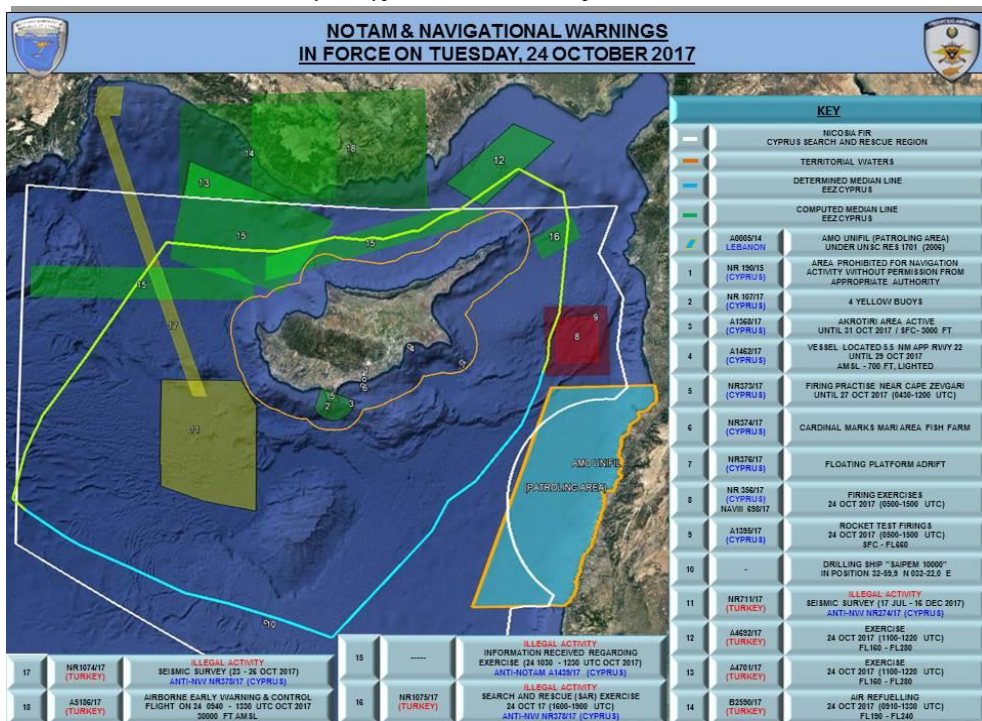 NOTAM & NAVIGATIONAL WARNINGS
IN FORCE ON TUESDAY, 24 OCTOBER 2017
KEY
NICOSIA FIR
CYPRUS SEARCH AND RESCUE REGION
TERRITORIAL WATERS
DETERMINED MEDIAN LINE
EEZ CYPRUS
COMPUTED MEDIAN LINE
EEZ CYPRUS
A0005/14
LEBANON
AMO UNIFIL (PATROLING AREA)
UNDER UNSC RES 1701 (2006)
1
NR 190/15
(CYPRUS)
AREA PROHIBITED FOR NAVIGATION
ACTIVITY WITHOUT PERMISSION FROM
APPROPRIATE AUTHORITY
2
NR 107/17
(CYPRUS)
4 YELLOW BUOYS
3
A1368/17
(CYPRUS)
AKROTIRI AREA ACTIVE
UNTIL 31 OCT 2017 / SFC- 3000 FT
4
A1462/17
(CYPRUS)
VESSEL LOCATED 5.5 NM APP RWY 22
UNTIL 29 OCT 2017
AMSL - 700 FT, LIGHTED
5
NR373/17
(CYPRUS)
FIRING PRACTISE NEAR CAPE ZEVGARI
UNTIL 27 OCT 2017 (0430-1200 UTC)
6
NR374/17
(CYPRUS)
CARDINAL MARKS MARI AREA FISH FARM
7
NR376/17
(CYPRUS)
FLOATING PLATFORM ADRIFT
8
NR 356/17
(CYPRUS)
NAVIII 698/17
FIRING EXERCISES
24 OCT 2017 (0500-1500 UTC)
9
A1395/17
(CYPRUS)
ROCKET TEST FIRINGS
24 OCT 2017 (0500-1500 UTC)
SFC - FL660
10
-
DRILLING SHIP "SAIPEM 10000"
IN POSITION 32-59,9 N 032-22,0 E
11
NR711/17
(TURKEY)
ILLEGAL ACTIVITY
SEISMIC SURVEY (17 JUL - 16 DEC 2017)
ANTI-NW NR274/17 (CYPRUS)
12
A4692/17
(TURKEY)
EXERCISE
24 OCT 2017 (1100-1220 UTC)
FL160 - FL280
13
A4701/17
(TURKEY)
EXERCISE
24 OCT 2017 (1100-1220 UTC)
FL160 - FL280
14
B2590/17
(TURKEY)
AIR REFUELLING
24 OCT 2017 (0910-1330 UTC)
FL190 - FL240
15
-----
ILLEGAL ACTIVITY
INFORMATION RECEIVED REGARDING
EXERCISE (24 1030 - 1230 UTC OCT 2017)
ANTI-NOTAM A1439/17 (CYPRUS)
16
NR1075/17
(TURKEY)
ILLEGAL ACTIVITY
SEARCH AND RESCUE (SAR) EXERCISE
24 OCT 17 (1600-1900 UTC)
ANTI-NW NR378/17 (CYPRUS)
17
NR1074/17
(TURKEY)
ILLEGAL ACTIVITY
SEISMIC SURVEY (23 - 26 OCT 2017)
ANTI-NW NR378/17 (CYPRUS)
18
A5186/17
(TURKEY)
AIRBORNE EARLY WARNING & CONTROL
FLIGHT ON 24 0940 - 1330 UTC OCT 2017
30000 FT AMSL
14
18
12
13
15
15
16
15
17
9
8
4
5
2
3
11
AMO UNIFIL
(PATROLING AREA)
10